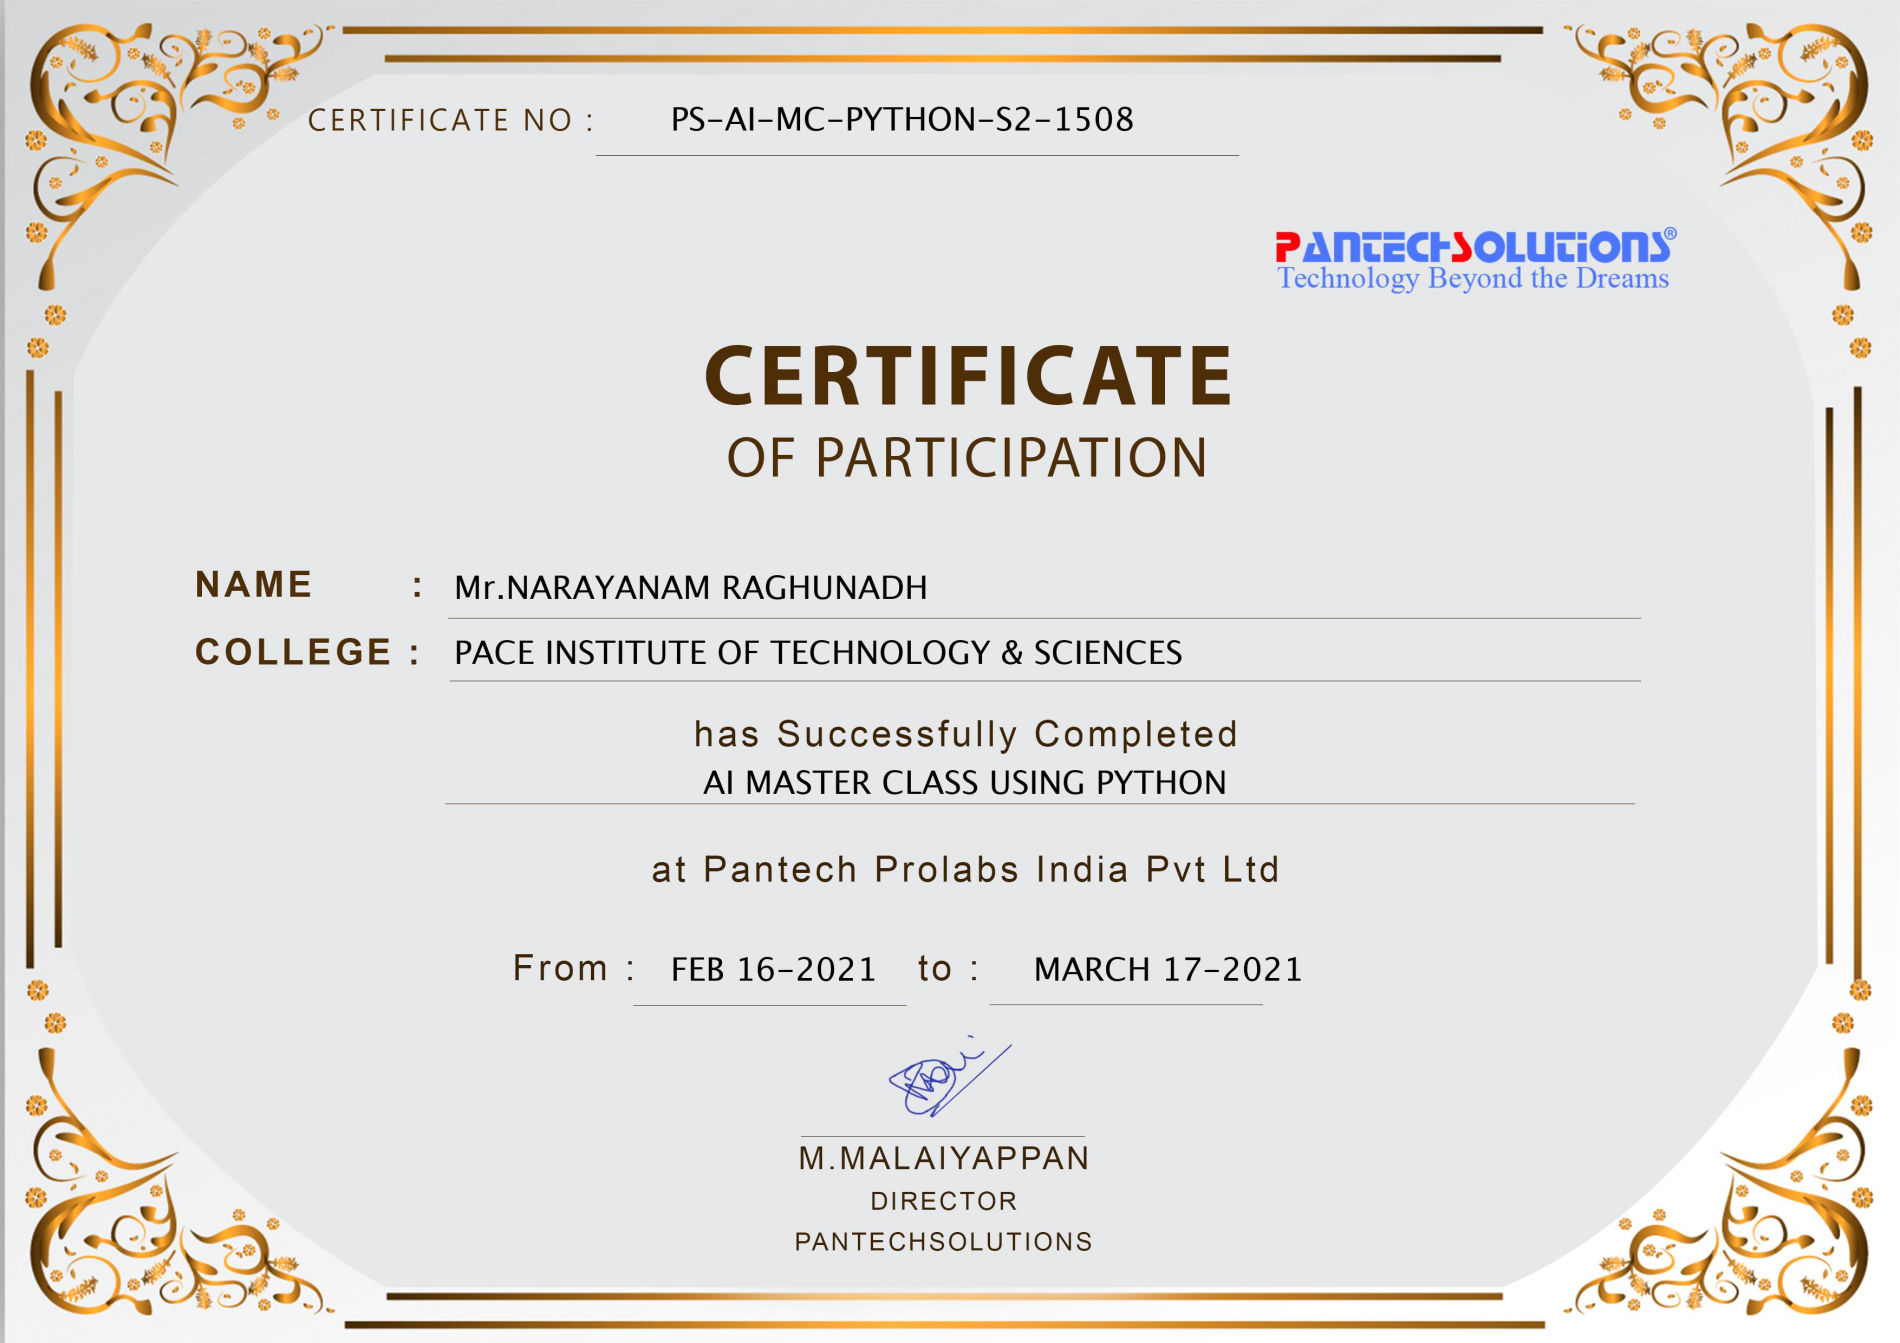 CERTIFICATE NO : PS-AI-MC-PYTHON-S2-1508
PANTECHSOLUTIONS®
Technology Beyond the Dreams
CERTIFICATE
OF PARTICIPATION
NAME : Mr.NARAYANAM RAGHUNADH
COLLEGE : PACE INSTITUTE OF TECHNOLOGY & SCIENCES
has Successfully Completed
AI MASTER CLASS USING PYTHON
at Pantech Prolabs India Pvt Ltd
From : FEB 16-2021 to : MARCH 17-2021
M.MALAIYAPPAN
DIRECTOR
PANTECHSOLUTIONS